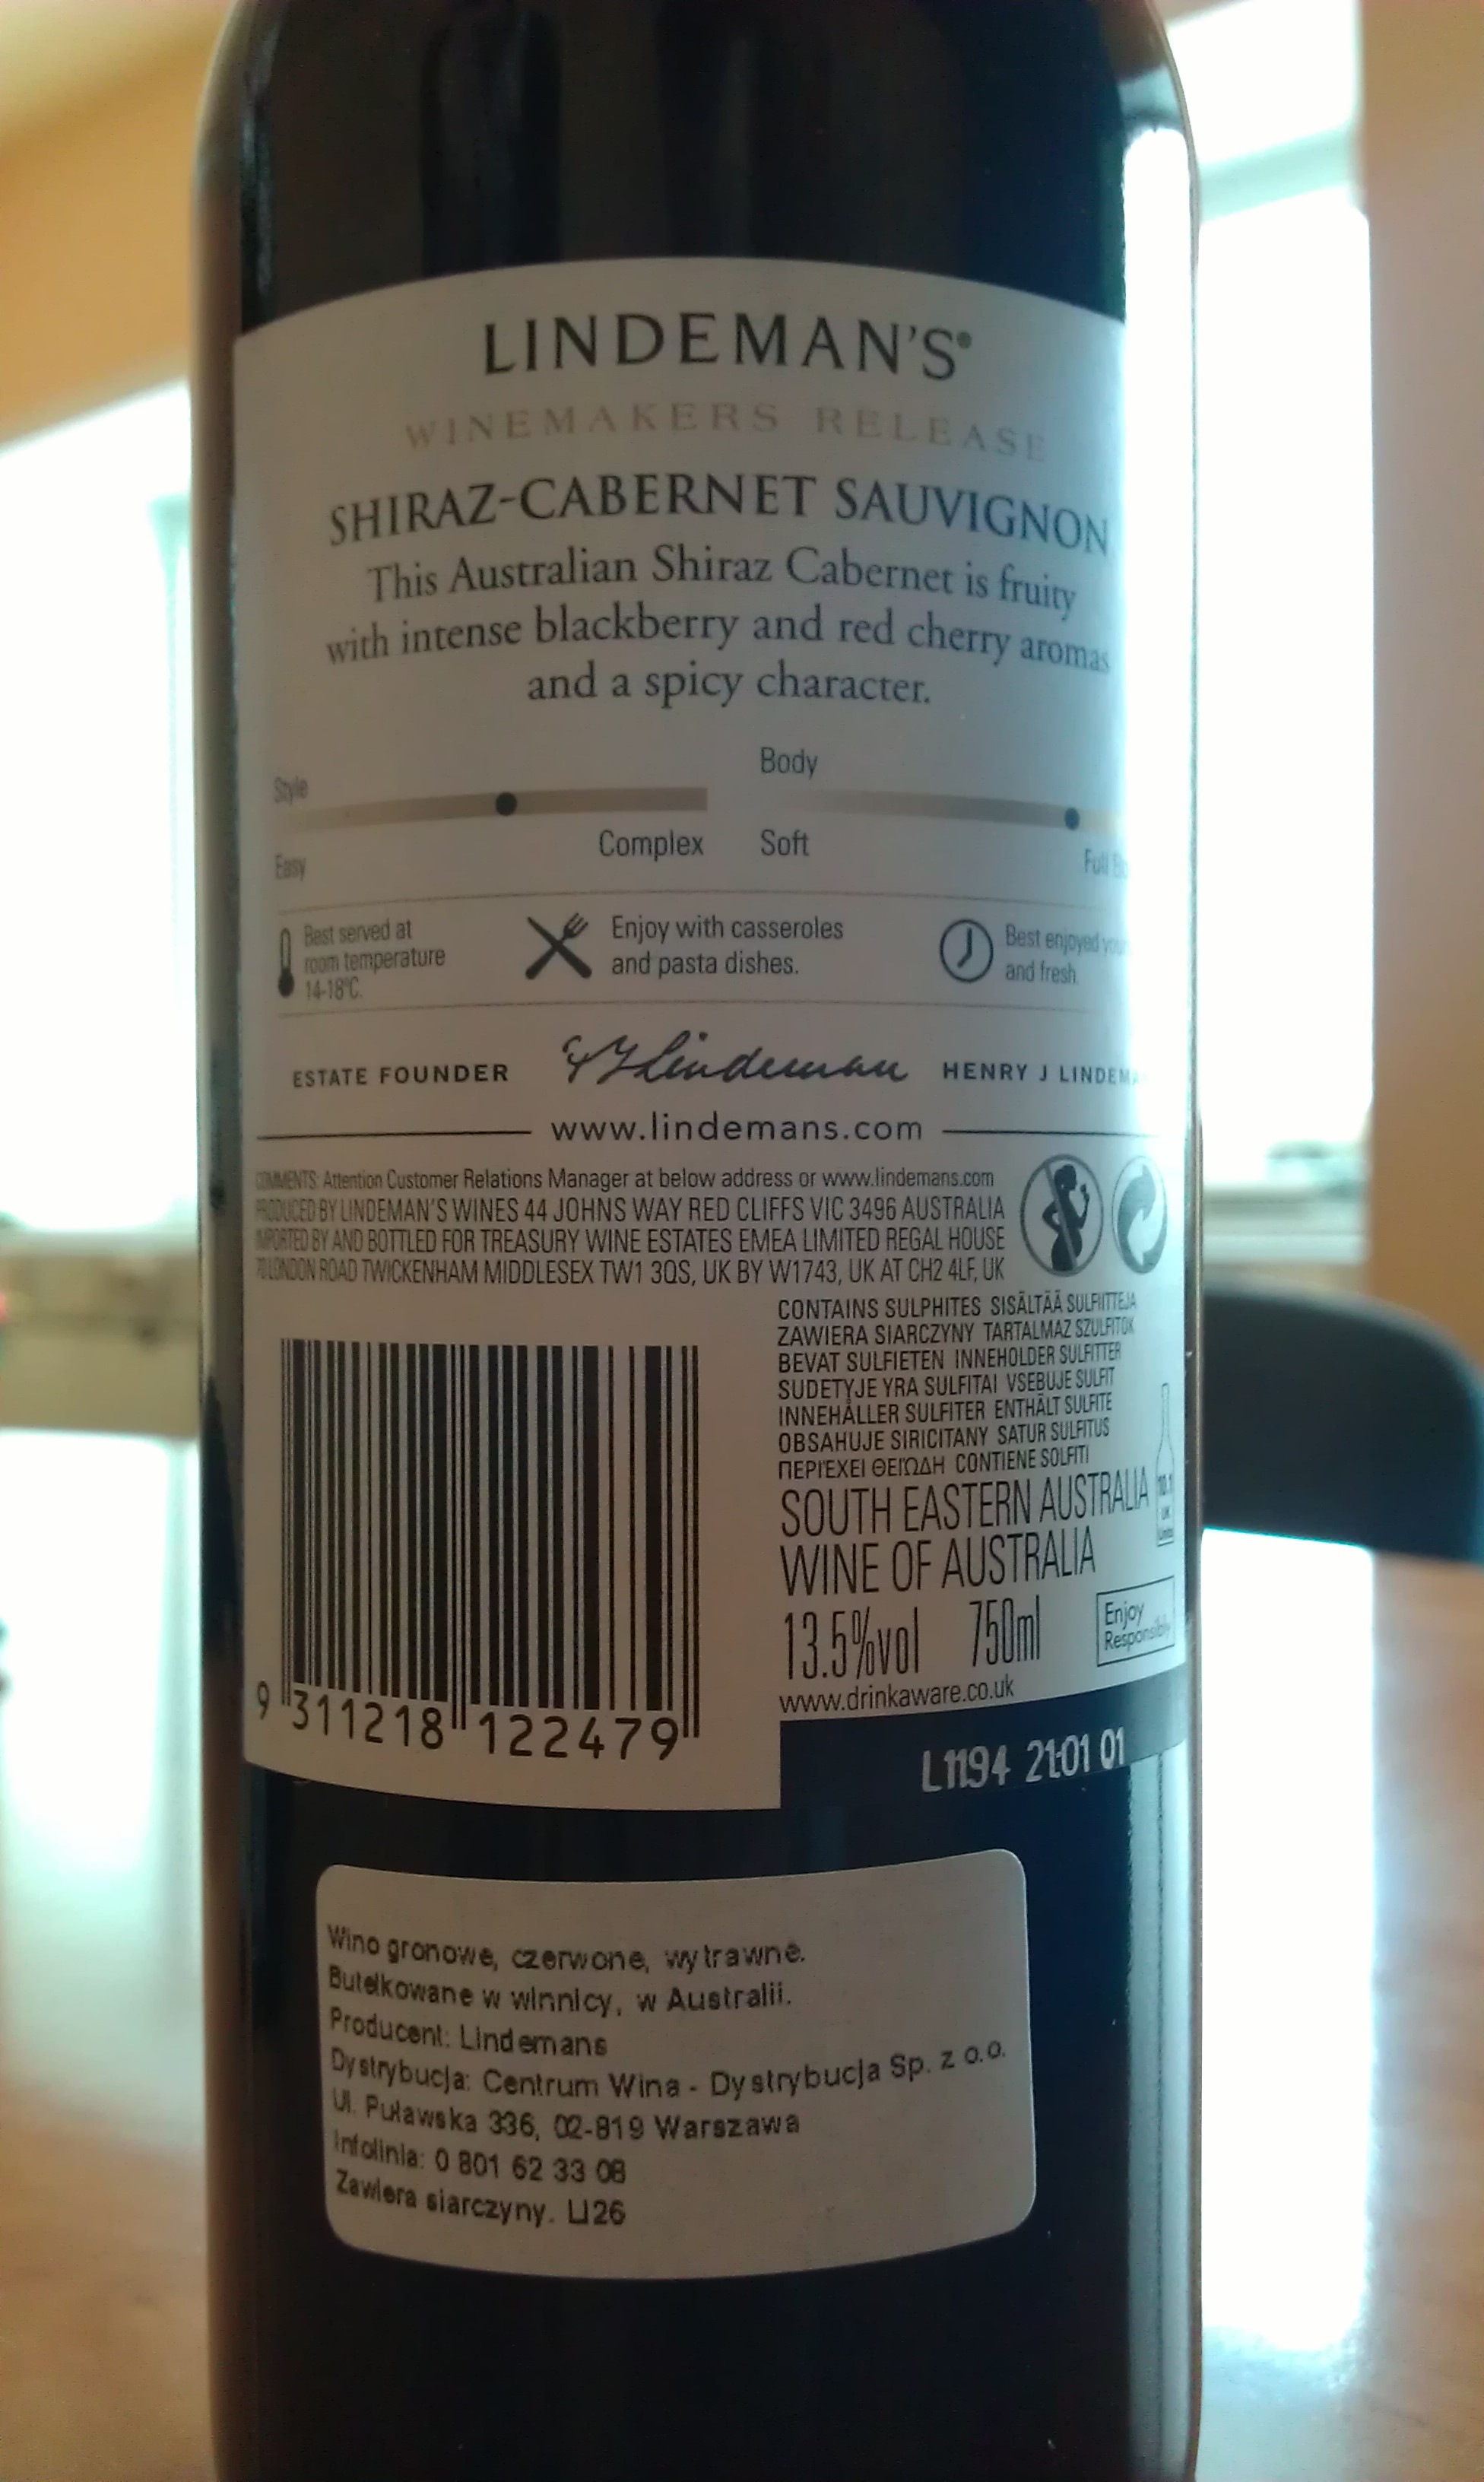 LINDEMAN'S®
WINEMAKERS RELEASE
SHIRAZ-CABERNET SAUVIGNON
This Australian Shiraz Cabernet is fruity
with intense blackberry and red cherry aromas
and a spicy character.
Style
Easy Complex
Body
Soft Full
Best served at
room temperature
14-18°C.
Enjoy with casseroles
and pasta dishes.
Best enjoyed
and fresh.
ESTATE FOUNDER HJLindeman HENRY J
www.lindemans.com
COMMENTS: Attention Customer Relations Manager at below address or www.lindemans.com
PRODUCED BY LINDEMAN'S WINES 44 JOHNS WAY RED CLIFFS VIC 3496 AUSTRALIA
IMPORTED BY AND BOTTLED FOR TREASURY WINE ESTATES EMEA LIMITED REGAL HOUSE
70 LONDON ROAD TWICKENHAM MIDDLESEX TW1 3QS, UK BY W1743, UK AT CH2 4LF, UK
CONTAINS SULPHITES SISÄLTÄÄ SULFIITTEJA
ZAWIERA SIARCZYNY TARTALMAZ SZULFITOK
BEVAT SULFIETEN INNEHOLDER SULFITTER
SUDETYJE YRA SULFITAI VSEBUJE SULFIT
INNEHÅLLER SULFITER ENTHÄLT SULFITE
OBSAHUJE SIRICITANY SATUR SULFITUS
ΠΕΡΙΈΧΕΙ ΘΕΙΏΔΗ CONTIENE SOLFITI
SOUTH EASTERN AUSTRALIA
WINE OF AUSTRALIA
13.5%vol 750ml
10.1
UK
Units
Enjoy
Responsibly
www.drinkaware.co.uk
9 311218 122479
L1194 21:01 01
Wino gronowe, czerwone, wytrawne.
Butelkowane w winnicy, w Australii.
Producent: Lindemans
Dystrybucja: Centrum Wina - Dystrybucja Sp. z o.o.
Ul. Puławska 336, 02-819 Warszawa
Infolinia: 0 801 62 33 08
Zawiera siarczyny. LI26